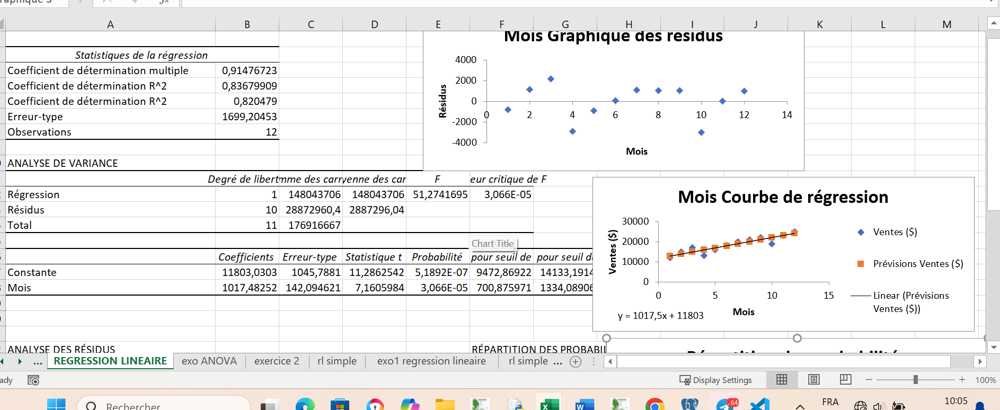 A B C D E F G H I J K L M
Statistiques de la régression
Coefficient de détermination multiple 0,91476723
Coefficient de détermination R^2 0,83679909
Coefficient de détermination R^2 0,820479
Erreur-type 1699,20453
Observations 12
ANALYSE DE VARIANCE
Degré de libert mme des carr yenne des car F eur critique de F
Régression 1 148043706 148043706 51,2741695 3,066E-05
Résidus 10 28872960,4 2887296,04
Total 11 176916667
Coefficients Erreur-type Statistique t Probabilité pour seuil de pour seuil d
Constante 11803,0303 1045,7881 11,2862542 5,1892E-07 9472,86922 14133,1914
Mois 1017,48252 142,094621 7,1605984 3,066E-05 700,875971 1334,08906
ANALYSE DES RÉSIDUS RÉPARTITION DES PROBABIL
Mois Graphique des résidus
4000
2000
0
-2000
-4000
Résidus
0 2 4 6 8 10 12 14
Mois
Chart Title
Mois Courbe de régression
30000
20000
10000
0
Ventes ($)
0 5 10 15
Mois
y = 1017,5x + 11803
Ventes ($)
Prévisions Ventes ($)
Linear (Prévisions
Ventes ($))
... REGRESSION LINEAIRE exo ANOVA exercice 2 rl simple exo1 regression lineaire rl simple ...
ady Display Settings 100%
Rechercher .64 FRA 10:05